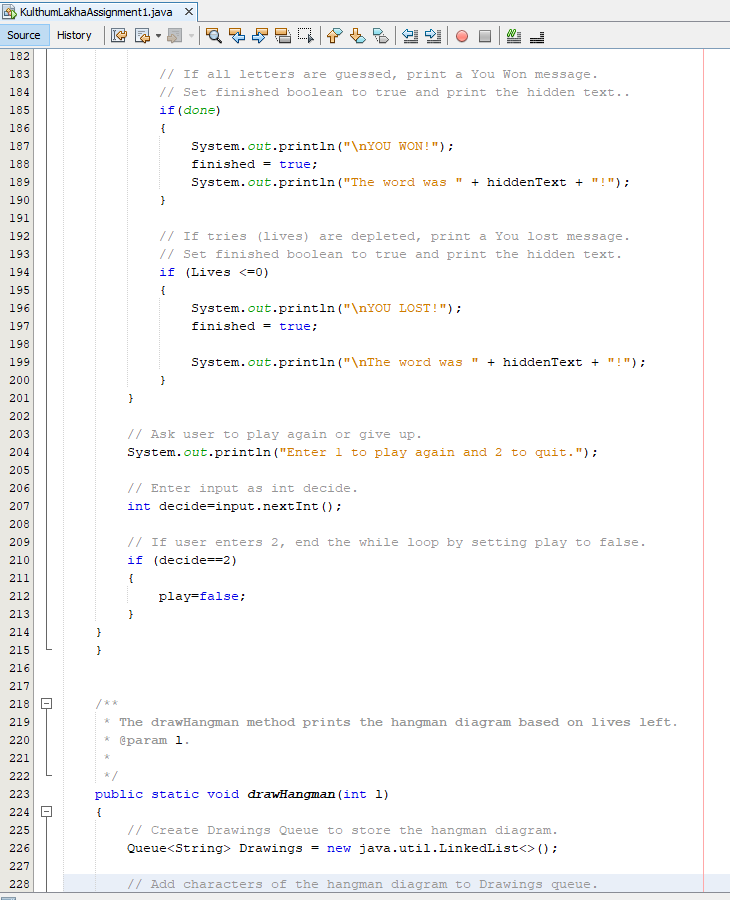 KulthumLakhaAssignment1.java
Source History
182
183 // If all letters are guessed, print a You Won message.
184 // Set finished boolean to true and print the hidden text..
185 if(done)
186 {
187 System.out.println("\nYOU WON!");
188 finished = true;
189 System.out.println("The word was " + hiddenText + "!");
190 }
191
192 // If tries (lives) are depleted, print a You lost message.
193 // Set finished boolean to true and print the hidden text.
194 if (Lives <=0)
195 {
196 System.out.println("\nYOU LOST!");
197 finished = true;
198
199 System.out.println("\nThe word was " + hiddenText + "!");
200 }
201 }
202
203 // Ask user to play again or give up.
204 System.out.println("Enter 1 to play again and 2 to quit.");
205
206 // Enter input as int decide.
207 int decide=input.nextInt();
208
209 // If user enters 2, end the while loop by setting play to false.
210 if (decide==2)
211 {
212 play=false;
213 }
214 }
215 }
216
217
218 /**
219 * The drawHangman method prints the hangman diagram based on lives left.
220 * @param l.
221 *
222 */
223 public static void drawHangman(int l)
224 {
225 // Create Drawings Queue to store the hangman diagram.
226 Queue<String> Drawings = new java.util.LinkedList<>();
227
228 // Add characters of the hangman diagram to Drawings queue.